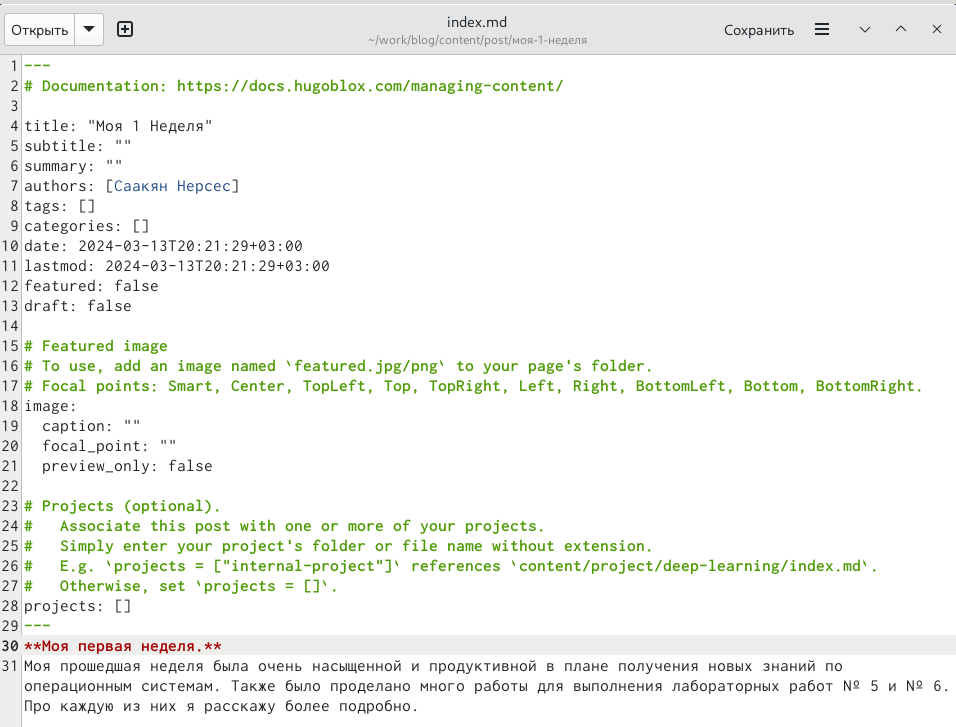 Открыть
index.md
~/work/blog/content/post/моя-1-неделя
Сохранить
1 ---
2 # Documentation: https://docs.hugoblox.com/managing-content/
3
4 title: "Моя 1 Неделя"
5 subtitle: ""
6 summary: ""
7 authors: [Саакян Нерсес]
8 tags: []
9 categories: []
10 date: 2024-03-13T20:21:29+03:00
11 lastmod: 2024-03-13T20:21:29+03:00
12 featured: false
13 draft: false
14
15 # Featured image
16 # To use, add an image named `featured.jpg/png` to your page's folder.
17 # Focal points: Smart, Center, TopLeft, Top, TopRight, Left, Right, BottomLeft, Bottom, BottomRight.
18 image:
19   caption: ""
20   focal_point: ""
21   preview_only: false
22
23 # Projects (optional).
24 #   Associate this post with one or more of your projects.
25 #   Simply enter your project's folder or file name without extension.
26 #   E.g. `projects = ["internal-project"]` references `content/project/deep-learning/index.md`.
27 #   Otherwise, set `projects = []`.
28 projects: []
29 ---
30 **Моя первая неделя.**
31 Моя прошедшая неделя была очень насыщенной и продуктивной в плане получения новых знаний по
операционным системам. Также было проделано много работы для выполнения лабораторных работ № 5 и № 6.
Про каждую из них я расскажу более подробно.